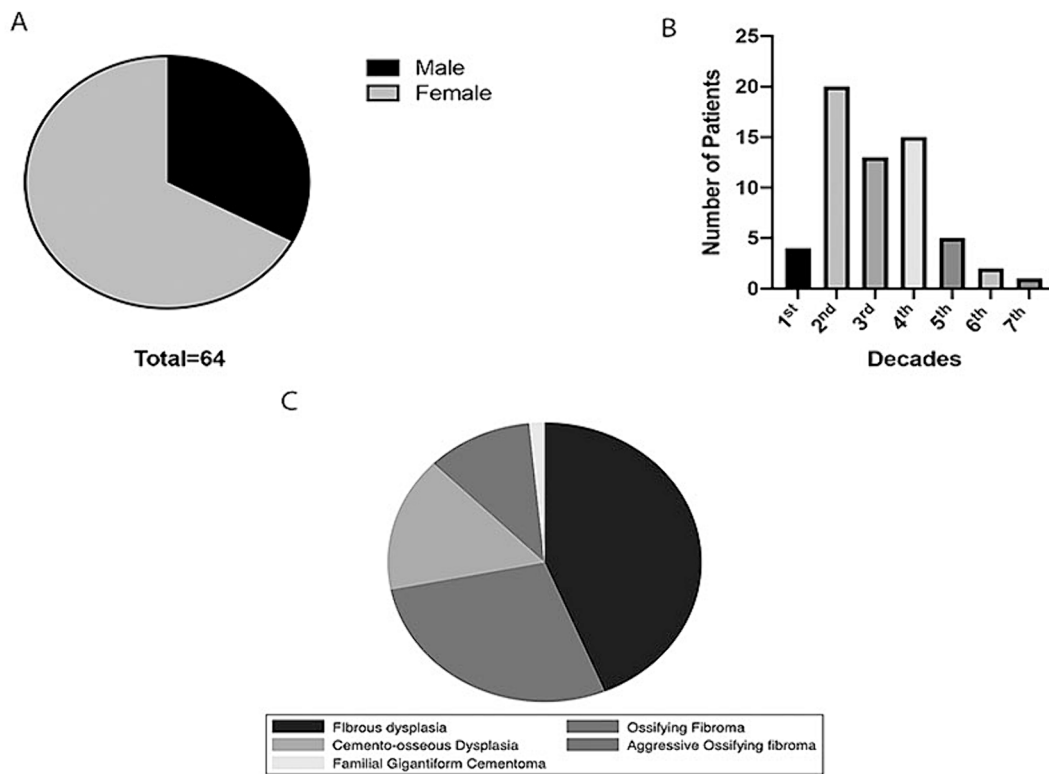 A
Male
Female
Total=64
B
Number of Patients
25
20
15
10
5
0
1st
2nd
3rd
4th
5th
6th
7th
Decades
C
Fibrous dysplasia
Ossifying Fibroma
Cemento-osseous Dysplasia
Aggressive Ossifying fibroma
Familial Gigantiform Cementoma